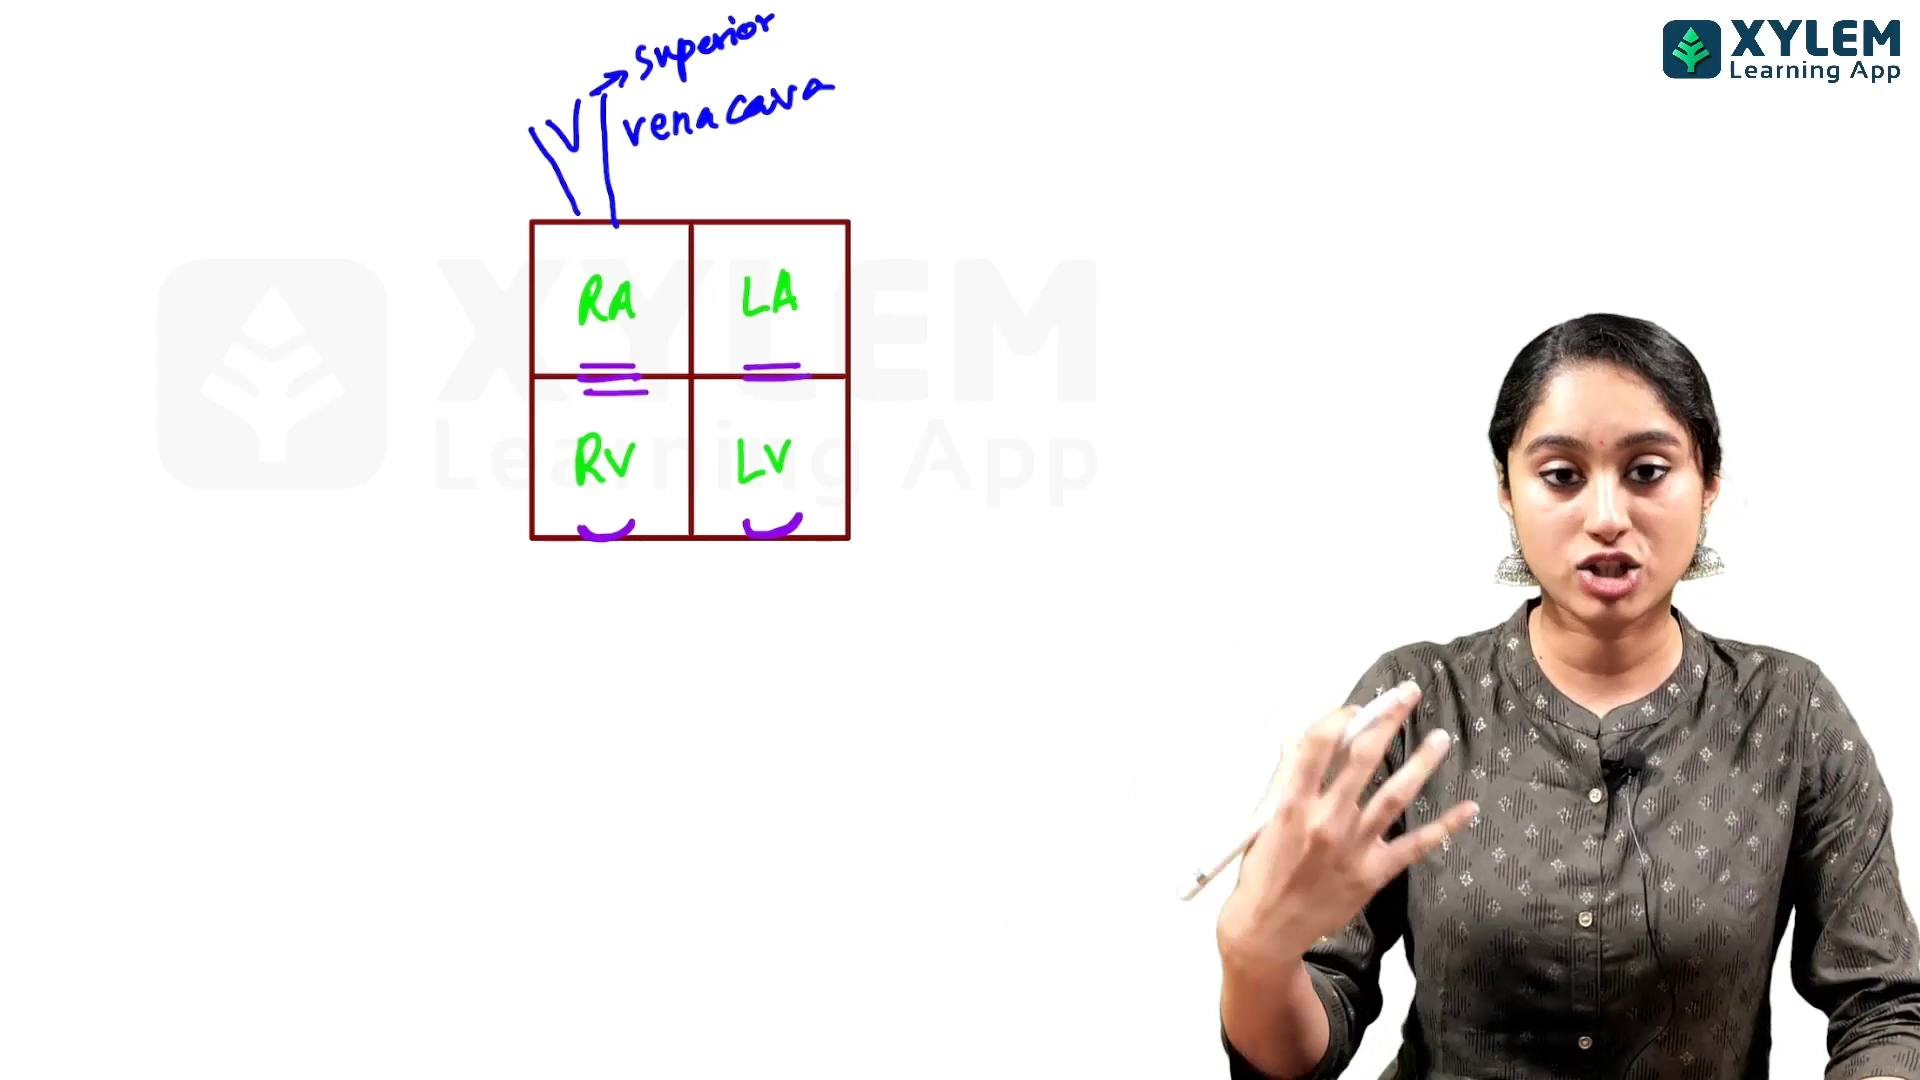 superior
vena cava
RA
LA
RV
LV
XYLEM
Learning App
XYLEM
Learning App